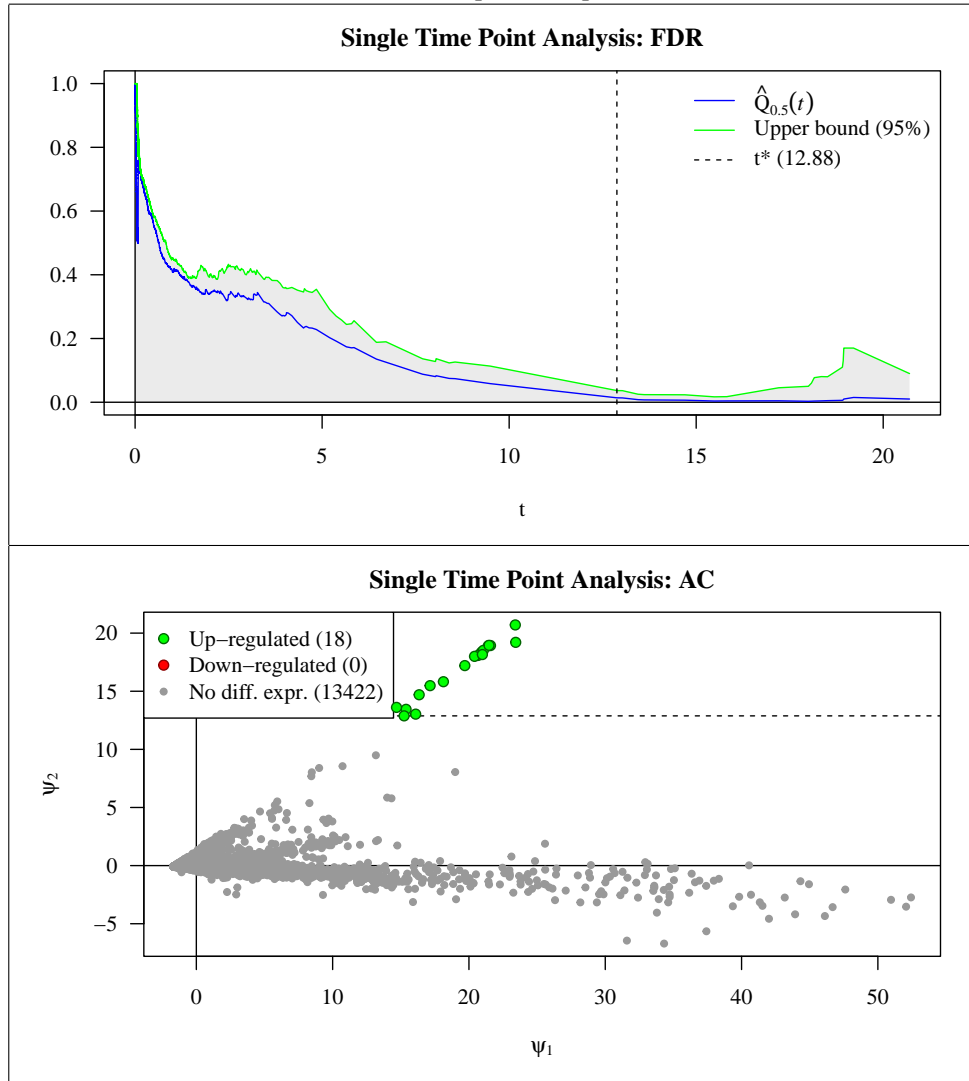 Single Time Point Analysis: FDR
1.0
0.8
0.6
0.4
0.2
0.0
Q̂0.5(t)
Upper bound (95%)
t* (12.88)
0 5 10 15 20
t
Single Time Point Analysis: AC
Up−regulated (18)
Down−regulated (0)
No diff. expr. (13422)
20
15
10
5
0
−5
ψ2
0 10 20 30 40 50
ψ1